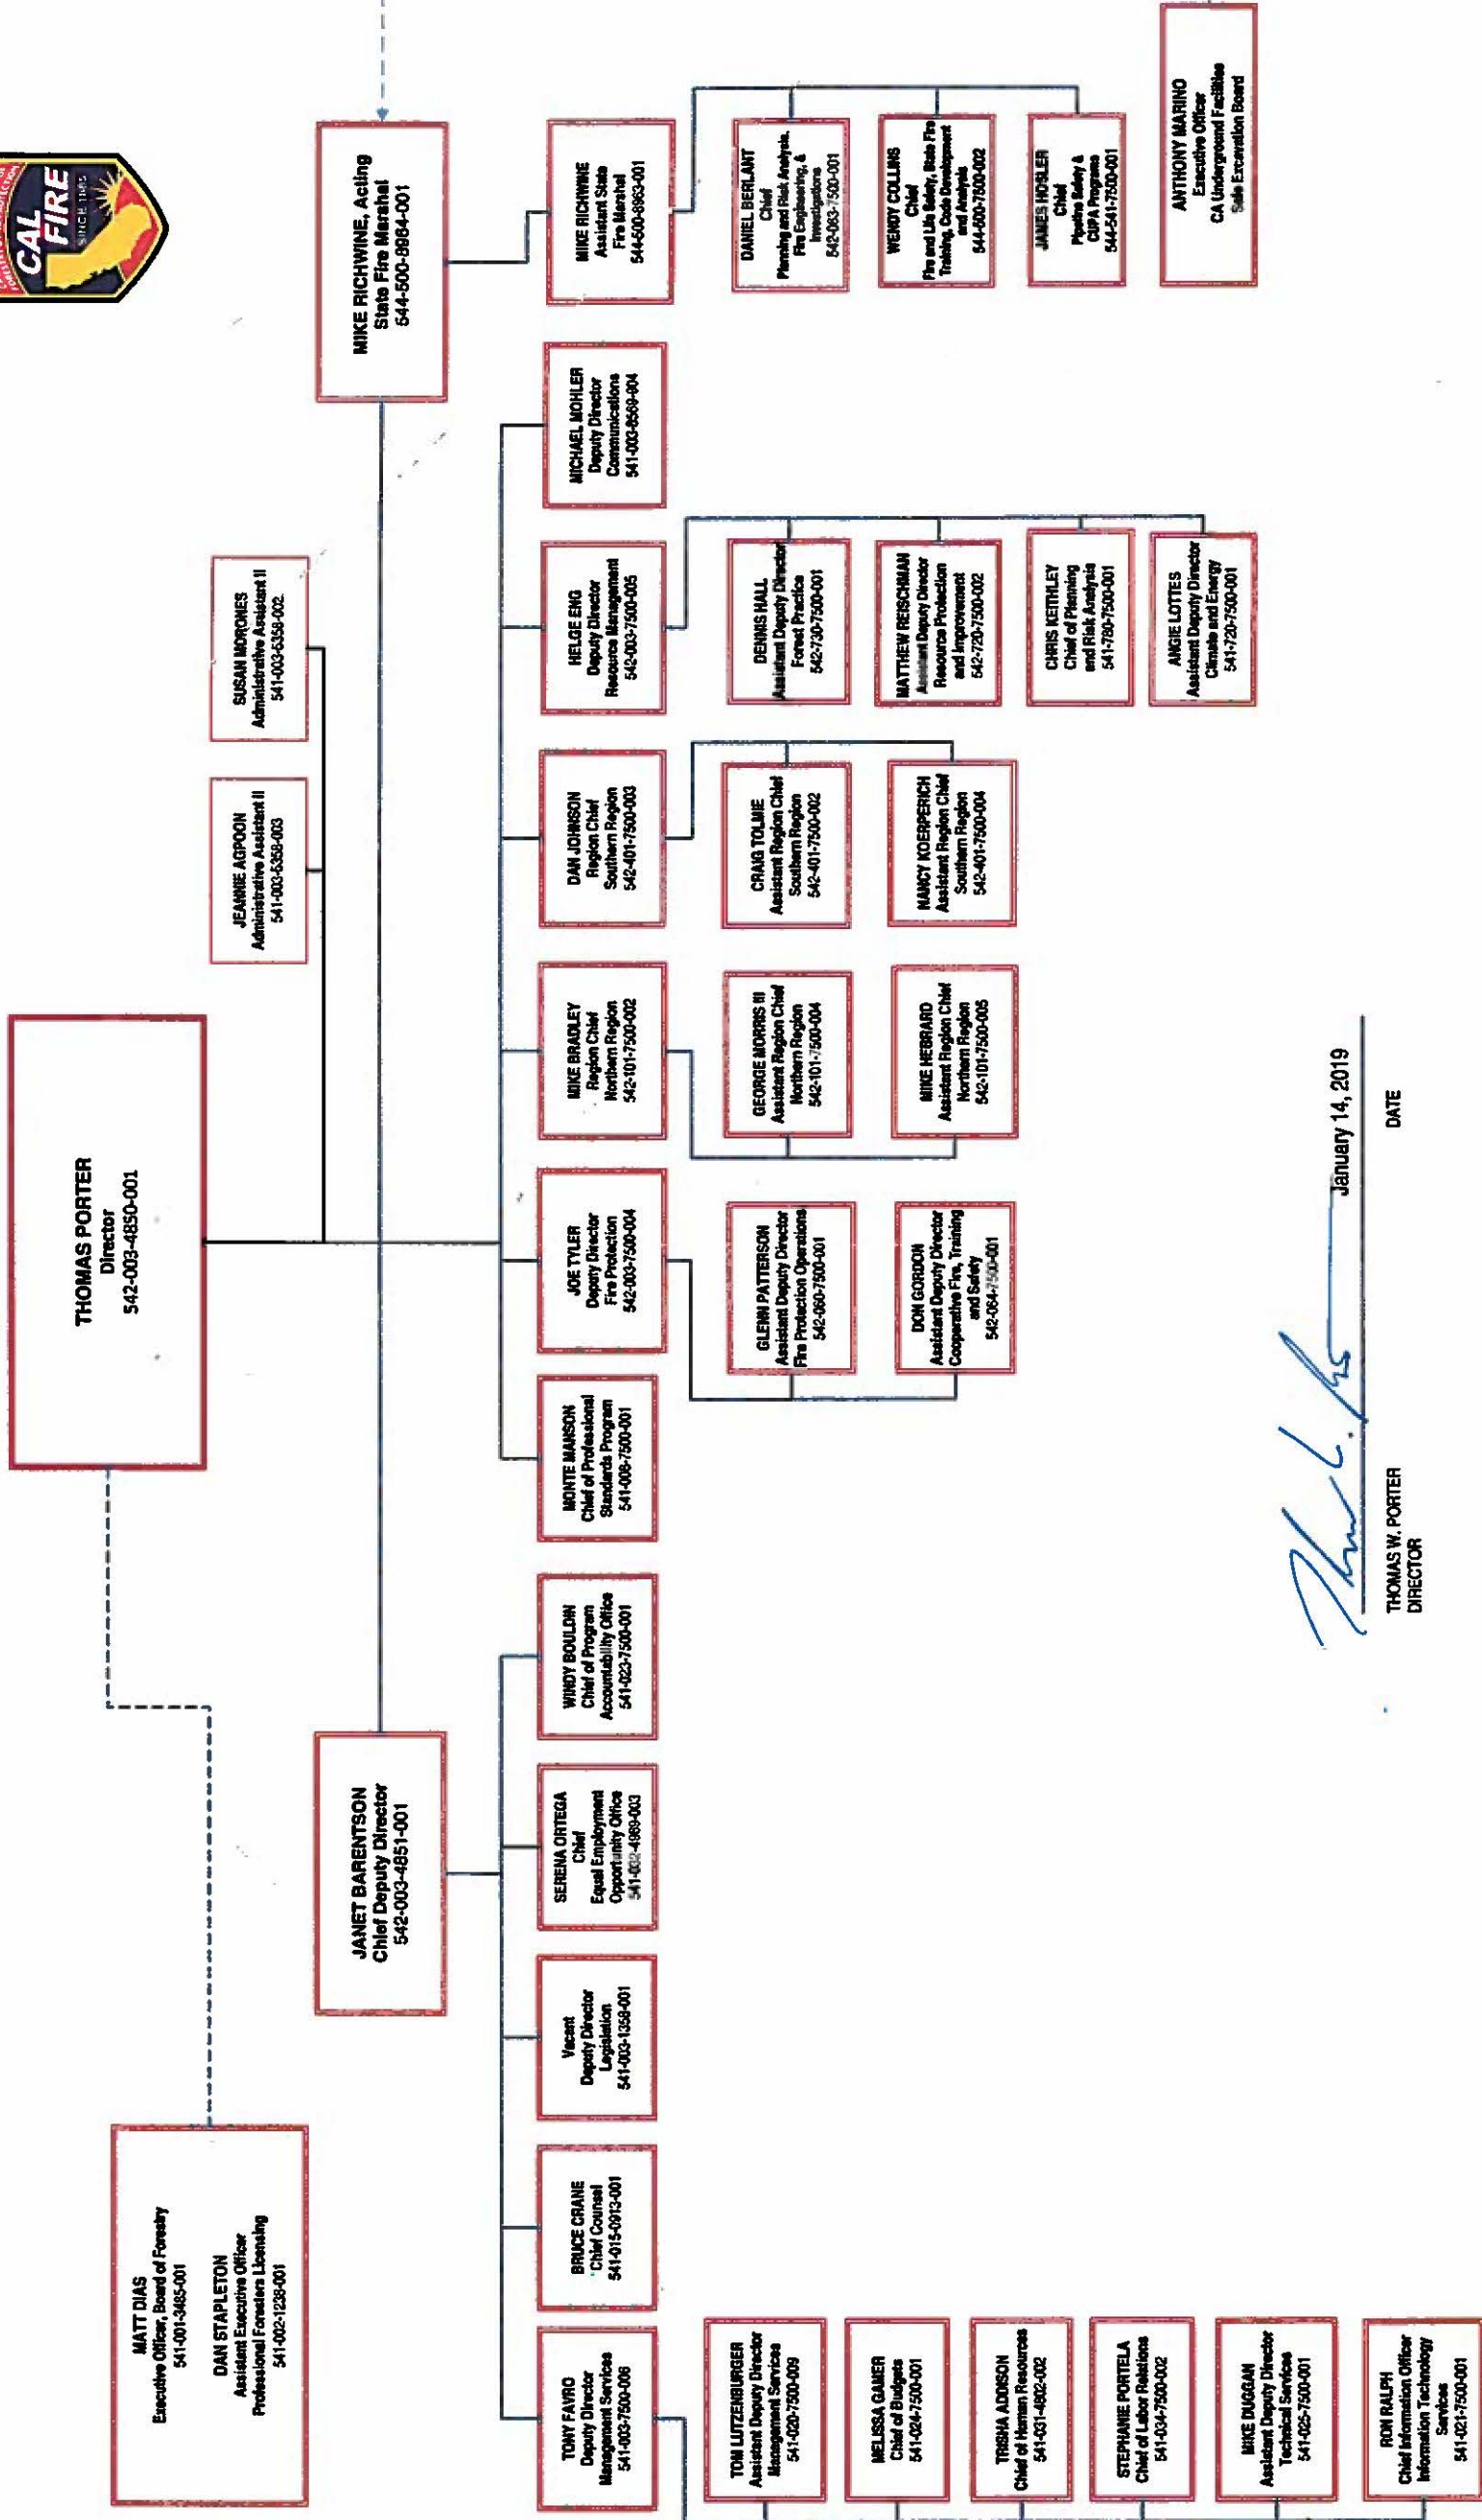 CAL
FIRE
SINCE 1885
THOMAS PORTER
Director
542-003-4850-001
MATT DIAS
Executive Officer, Board of Forestry
541-001-3485-001
DAN STAPLETON
Assistant Executive Officer
Professional Foresters Licensing
541-002-1238-001
JEANNIE AGPOON
Administrative Assistant II
541-003-5358-003
SUSAN MORONES
Administrative Assistant II
541-003-5358-002
JANET BARENTSON
Chief Deputy Director
542-003-4851-001
MIKE RICHWINE, Acting
State Fire Marshal
544-500-8984-001
TONY FAVRO
Deputy Director
Management Services
541-003-7500-006
BRUCE CRANE
Chief Counsel
541-015-0913-001
Vacant
Deputy Director
Legislation
541-003-1358-001
SERENA ORTEGA
Chief
Equal Employment
Opportunity Office
541-002-4969-003
WINDY BOULDIN
Chief of Program
Accountability Office
541-023-7500-001
MONTE MANSON
Chief of Professional
Standards Program
541-008-7500-001
JOE TYLER
Deputy Director
Fire Protection
542-003-7500-004
MIKE BRADLEY
Region Chief
Northern Region
542-101-7500-002
DAN JOHNSON
Region Chief
Southern Region
542-401-7500-003
HELGE ENG
Deputy Director
Resource Management
542-003-7500-005
MICHAEL MOHLER
Deputy Director
Communications
541-003-8569-904
MIKE RICHWINE
Assistant State
Fire Marshal
544-500-8963-001
TOM LUTZENBURGER
Assistant Deputy Director
Management Services
541-020-7500-009
MELISSA GAMER
Chief of Budgets
541-024-7500-001
TRISHA ADDISON
Chief of Human Resources
541-031-4802-002
STEPHANIE PORTELA
Chief of Labor Relations
541-034-7500-002
MIKE DUGGAN
Assistant Deputy Director
Technical Services
541-025-7500-001
RON RALPH
Chief Information Officer
Information Technology
Services
541-021-7500-001
GLENN PATTERSON
Assistant Deputy Director
Fire Protection Operations
542-060-7500-001
DON GORDON
Assistant Deputy Director
Cooperative Fire, Training
and Safety
542-064-7500-001
GEORGE MORRIS III
Assistant Region Chief
Northern Region
542-101-7500-004
MIKE HEBRARD
Assistant Region Chief
Northern Region
542-101-7500-005
CRAIG TOLMIE
Assistant Region Chief
Southern Region
542-401-7500-002
NANCY KOERPERICH
Assistant Region Chief
Southern Region
542-401-7500-004
DENNIS HALL
Assistant Deputy Director
Forest Practice
542-730-7500-001
MATTHEW REISCHMAN
Assistant Deputy Director
Resource Protection
and Improvement
542-720-7500-002
CHRIS KEITHLEY
Chief of Planning
and Risk Analysis
541-780-7500-001
ANGIE LOTTES
Assistant Deputy Director
Climate and Energy
541-720-7500-001
DANIEL BERLANT
Chief
Planning and Risk Analysis,
Fire Engineering, &
Investigations
542-063-7500-001
WENDY COLLINS
Chief
Fire and Life Safety, State Fire
Training, Code Development
and Analysis
544-600-7500-002
JAMES HOSLER
Chief
Pipeline Safety &
CUPA Programs
544-541-7500-001
ANTHONY MARINO
Executive Officer
CA Underground Facilities
Safe Excavation Board
January 14, 2019
THOMAS W. PORTER
DIRECTOR
DATE